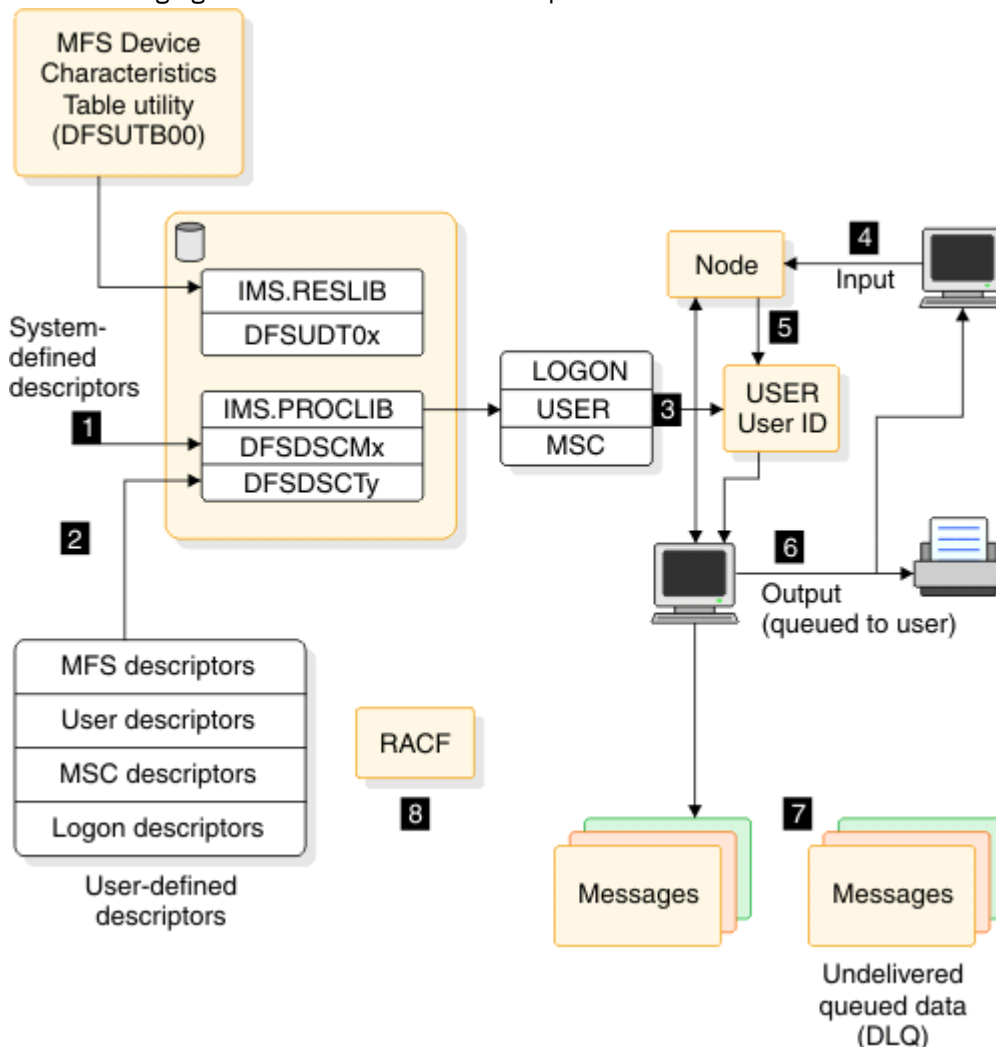 MFS Device
Characteristics
Table utility
(DFSUTB00)
IMS.RESLIB
DFSUDT0x
System-
defined
descriptors
1
IMS.PROCLIB
DFSDSCMx
DFSDSCTy
2
LOGON
USER
MSC
3
Node
4
Input
5
USER
User ID
6
Output
(queued to user)
MFS descriptors
User descriptors
MSC descriptors
Logon descriptors
User-defined
descriptors
RACF
8
Messages
7
Messages
Undelivered
queued data
(DLQ)